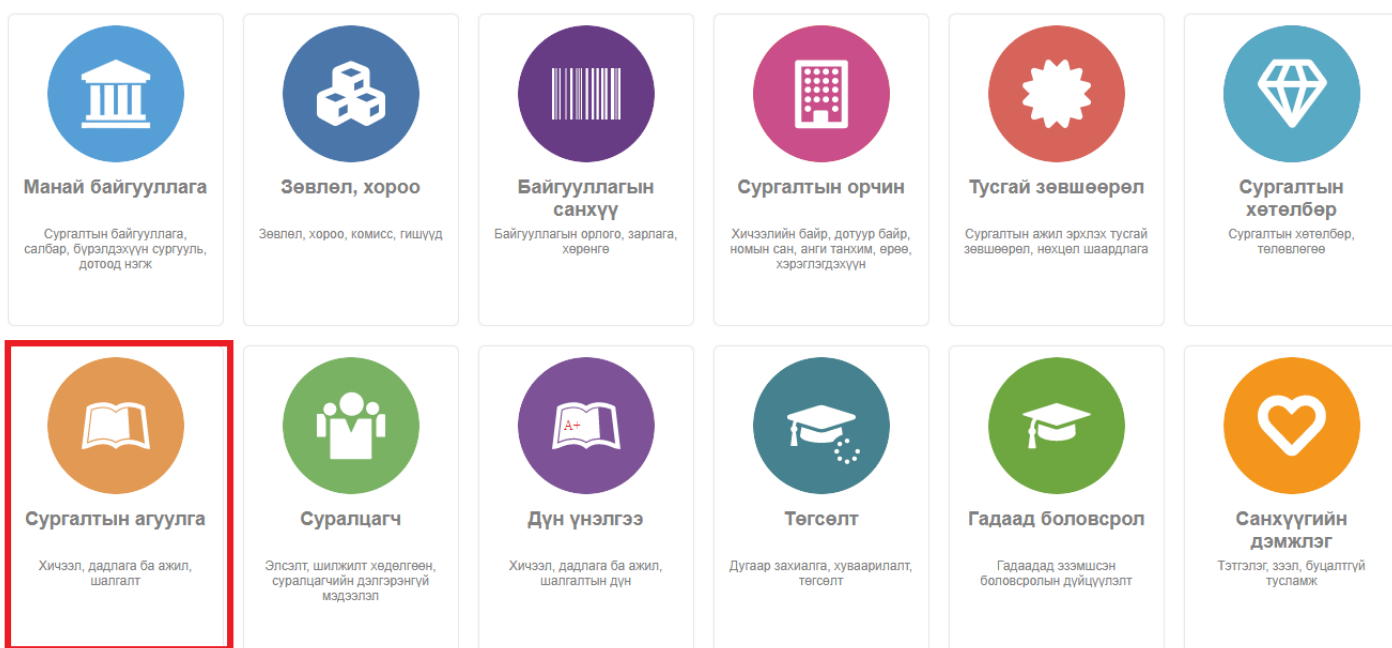 Манай байгууллага
Сургалтын байгууллага,
салбар, бүрэлдэхүүн сургууль,
дотоод нэгж
Зөвлөл, хороо
Зөвлөл, хороо, комисс, гишүүд
Байгууллагын
санхүү
Байгууллагын орлого, зарлага,
хөрөнгө
Сургалтын орчин
Хичээлийн байр, дотуур байр,
номын сан, анги танхим, өрөө,
хэрэглэгдэхүүн
Тусгай зөвшөөрөл
Сургалтын ажил эрхлэх тусгай
зөвшөөрөл, нөхцөл шаардлага
Сургалтын
хөтөлбөр
Сургалтын хөтөлбөр,
төлөвлөгөө
Сургалтын агуулга
Хичээл, дадлага ба ажил,
шалгалт
Суралцагч
Элсэлт, шилжилт хөдөлгөөн,
суралцагчийн дэлгэрэнгүй
мэдээлэл
A+
Дүн үнэлгээ
Хичээл, дадлага ба ажил,
шалгалтын дүн
Төгсөлт
Дугаар захиалга, хуваарилалт,
төгсөлт
Гадаад боловсрол
Гадаадад эзэмшсэн
боловсролын дүйцүүлэлт
Санхүүгийн
дэмжлэг
Тэтгэлэг, зээл, буцалтгүй
тусламж